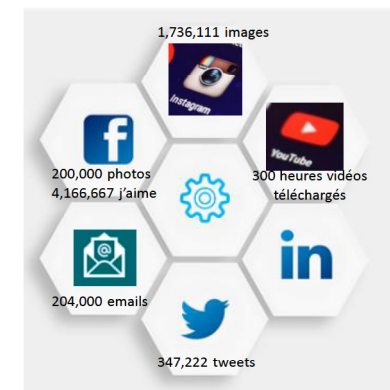 1,736,111 images
Instagram
f
YouTube
200,000 photos
4,166,667 j’aime
300 heures vidéos
téléchargés
@
in
204,000 emails
347,222 tweets